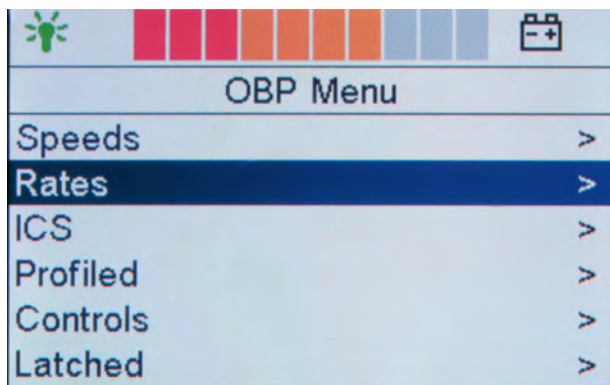 OBP Menu
Speeds >
Rates >
ICS >
Profiled >
Controls >
Latched >